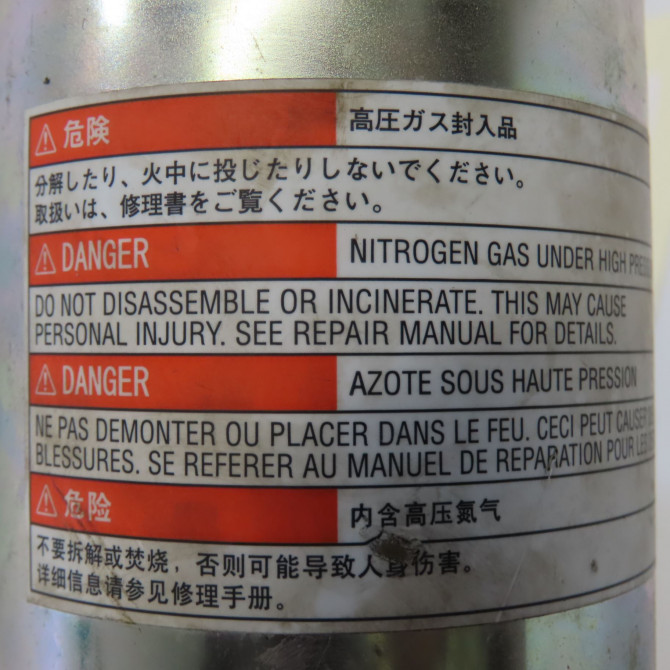 危険 高圧ガス封入品
分解したり、火中に投じたりしないでください。
取扱いは、修理書をご覧ください。
DANGER NITROGEN GAS UNDER HIGH
DO NOT DISASSEMBLE OR INCINERATE. THIS MAY CAUSE
PERSONAL INJURY. SEE REPAIR MANUAL FOR DETAILS.
DANGER AZOTE SOUS HAUTE PRESSION
NE PAS DEMONTER OU PLACER DANS LE FEU. CECI PEUT CAUSER
BLESSURES. SE REFERER AU MANUEL DE REPARATION POUR
危险 内含高压氮气
不要拆解或焚烧，否则可能导致人身伤害。
详细信息请参见修理手册。